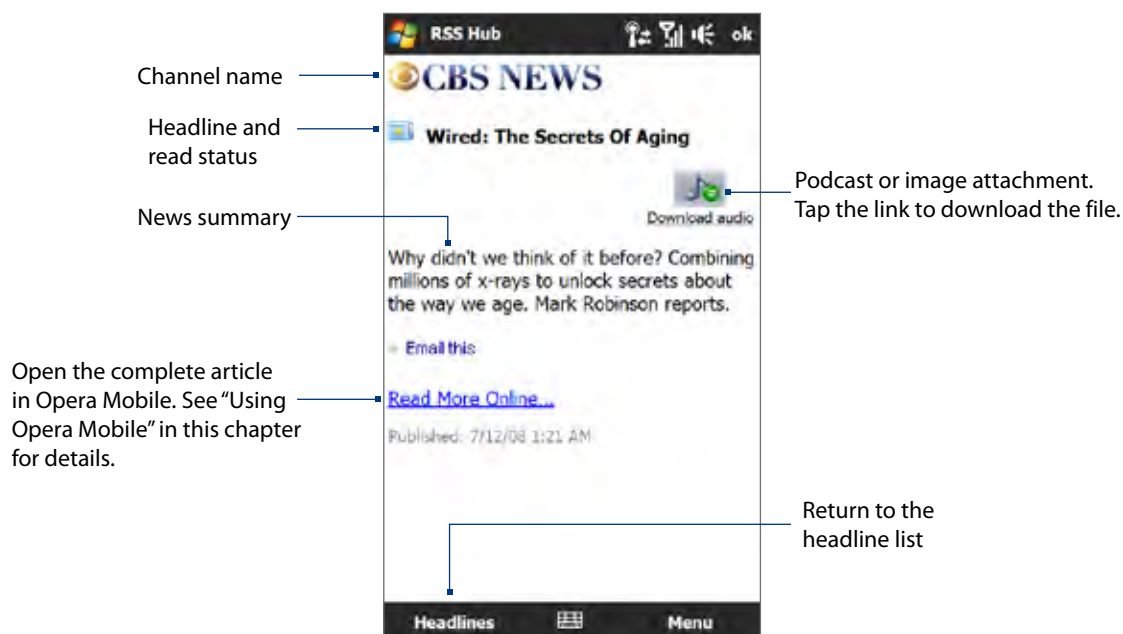 RSS Hub ok
CBS NEWS
Wired: The Secrets Of Aging
Download audio
Why didn't we think of it before? Combining
millions of x-rays to unlock secrets about
the way we age. Mark Robinson reports.
Email this
Read More Online...
Published: 7/12/08 1:21 AM
Headlines Menu
Channel name
Headline and
read status
News summary
Open the complete article
in Opera Mobile. See “Using
Opera Mobile” in this chapter
for details.
Podcast or image attachment.
Tap the link to download the file.
Return to the
headline list